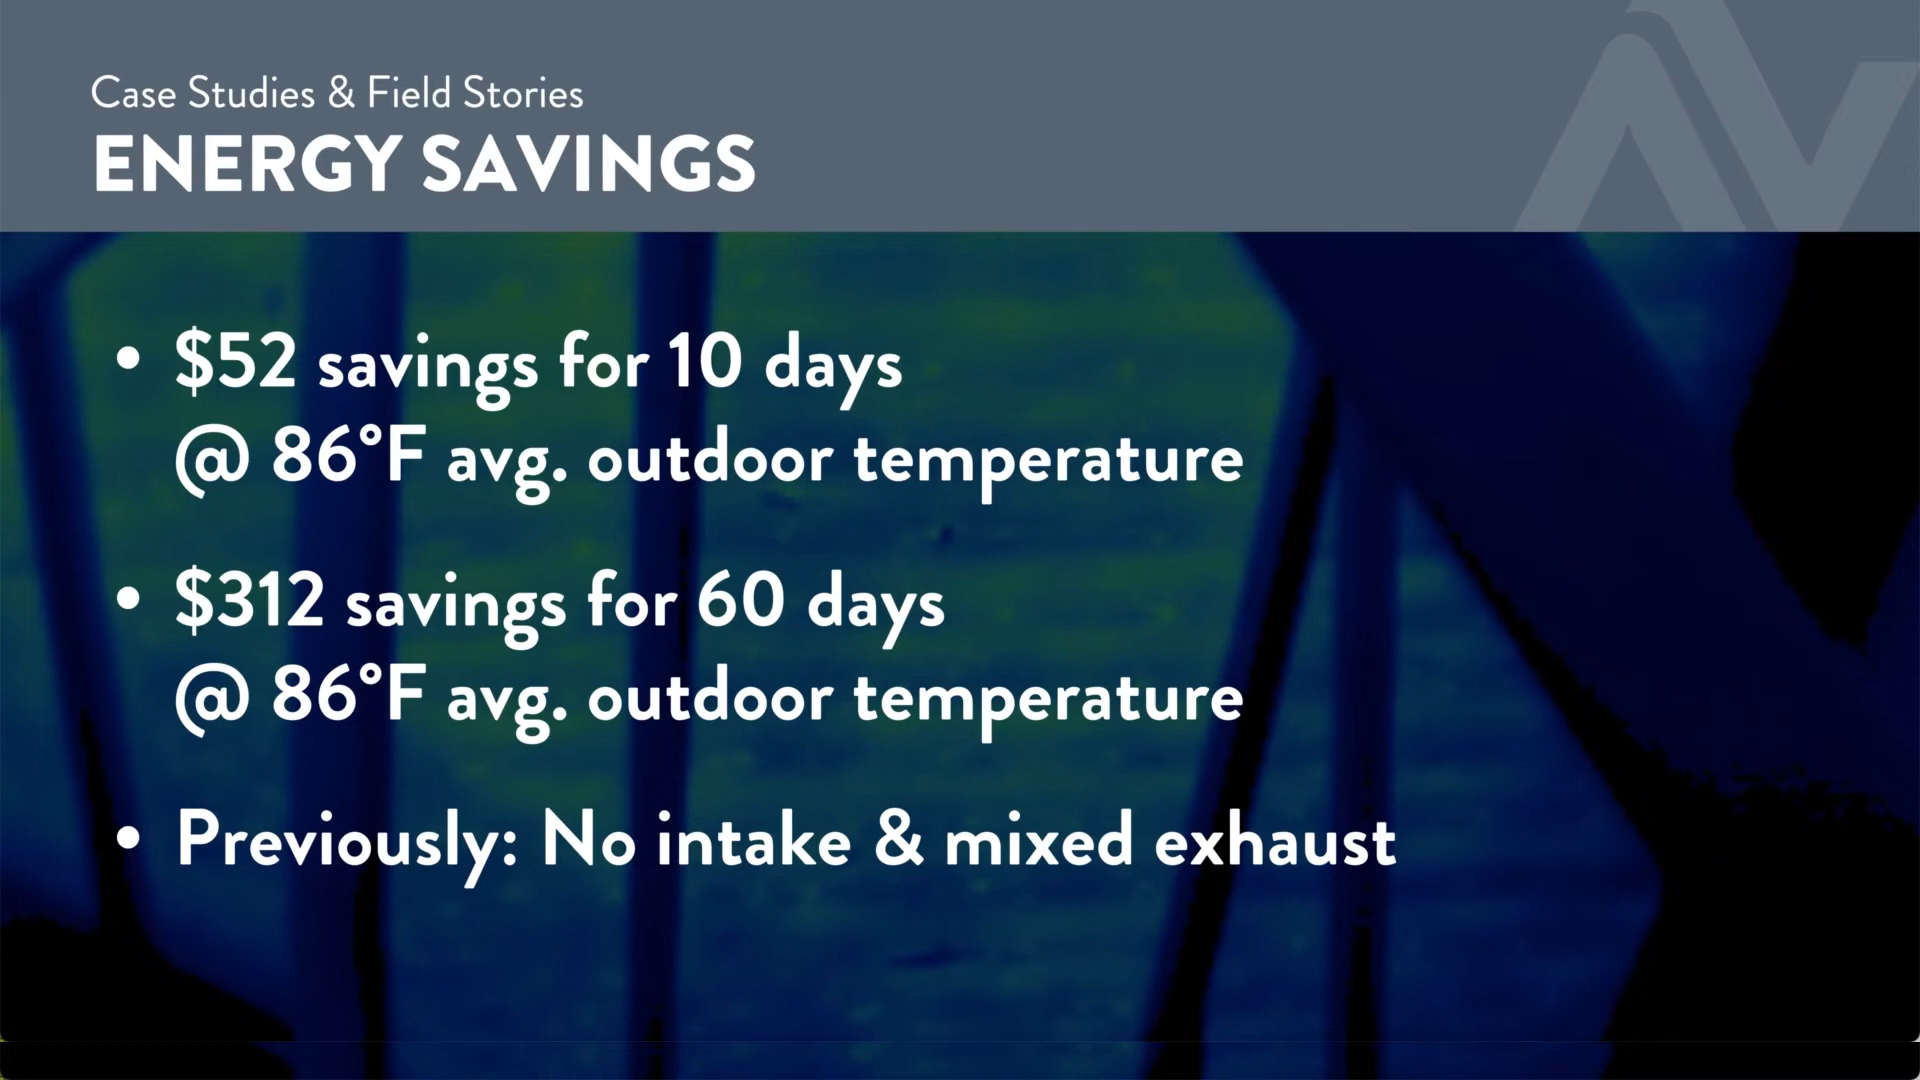 Case Studies & Field Stories
ENERGY SAVINGS
• $52 savings for 10 days
@ 86°F avg. outdoor temperature
• $312 savings for 60 days
@ 86°F avg. outdoor temperature
• Previously: No intake & mixed exhaust